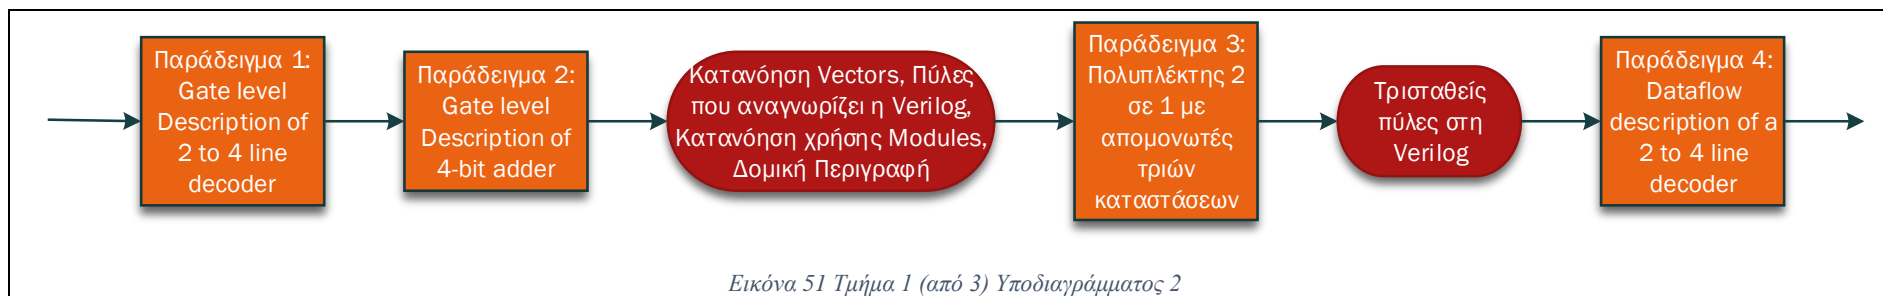 Παράδειγμα 1:
Gate level
Description of
2 to 4 line
decoder
Παράδειγμα 2:
Gate level
Description of
4-bit adder
Κατανόηση Vectors, Πύλες
που αναγνωρίζει η Verilog,
Κατανόηση χρήσης Modules,
Δομική Περιγραφή
Παράδειγμα 3:
Πολυπλέκτης 2
σε 1 με
απομονωτές
τριών
καταστάσεων
Τρισταθείς
πύλες στη
Verilog
Παράδειγμα 4:
Dataflow
description of a
2 to 4 line
decoder
Εικόνα 51 Τμήμα 1 (από 3) Υποδιαγράμματος 2